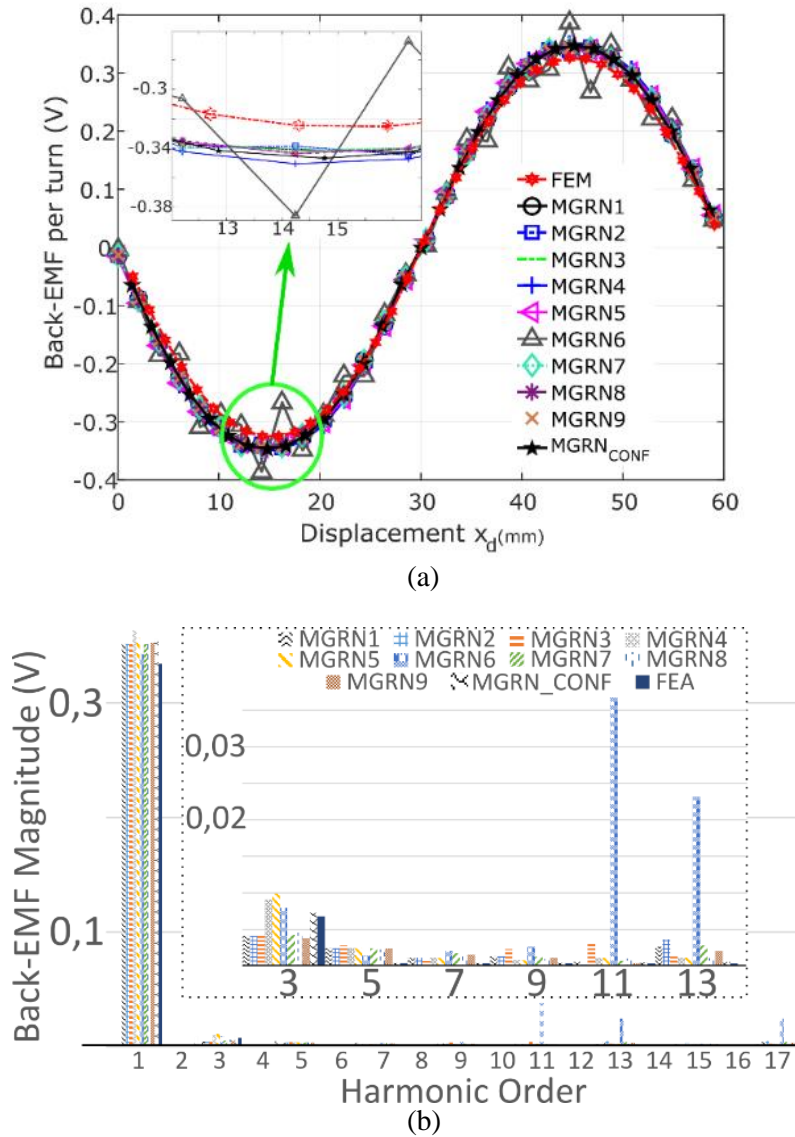 0.4
0.3
0.2
0.1
0
-0.1
-0.2
-0.3
-0.4
Back-EMF per turn (V)
-0.3
-0.34
-0.38
13 14 15
FEM
MGRN1
MGRN2
MGRN3
MGRN4
MGRN5
MGRN6
MGRN7
MGRN8
MGRN9
MGRN_CONF
0 10 20 30 40 50 60
Displacement x_d(mm)
(a)
Back-EMF Magnitude (V)
0,3
0,1
MGRN1 MGRN2 MGRN3 MGRN4
MGRN5 MGRN6 MGRN7 MGRN8
MGRN9 MGRN_CONF FEA
0,03
0,02
3 5 7 9 11 13
1 2 3 4 5 6 7 8 9 10 11 12 13 14 15 16 17
Harmonic Order
(b)